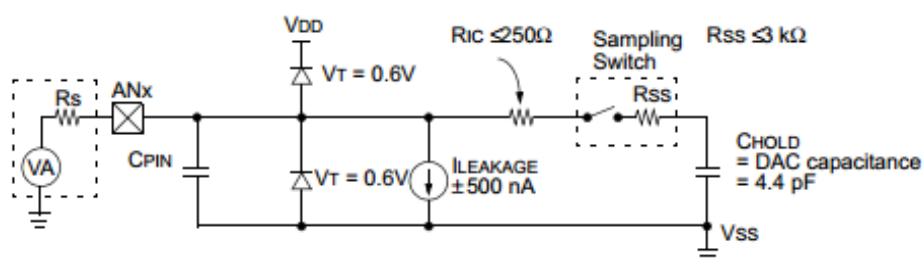 VDD
RIC ≤250Ω
Sampling
Switch
RSS ≤3 kΩ
VT = 0.6V
Rs
ANx
RSS
VA
CPIN
VT = 0.6V
ILEAKAGE
±500 nA
CHOLD
= DAC capacitance
= 4.4 pF
VSS